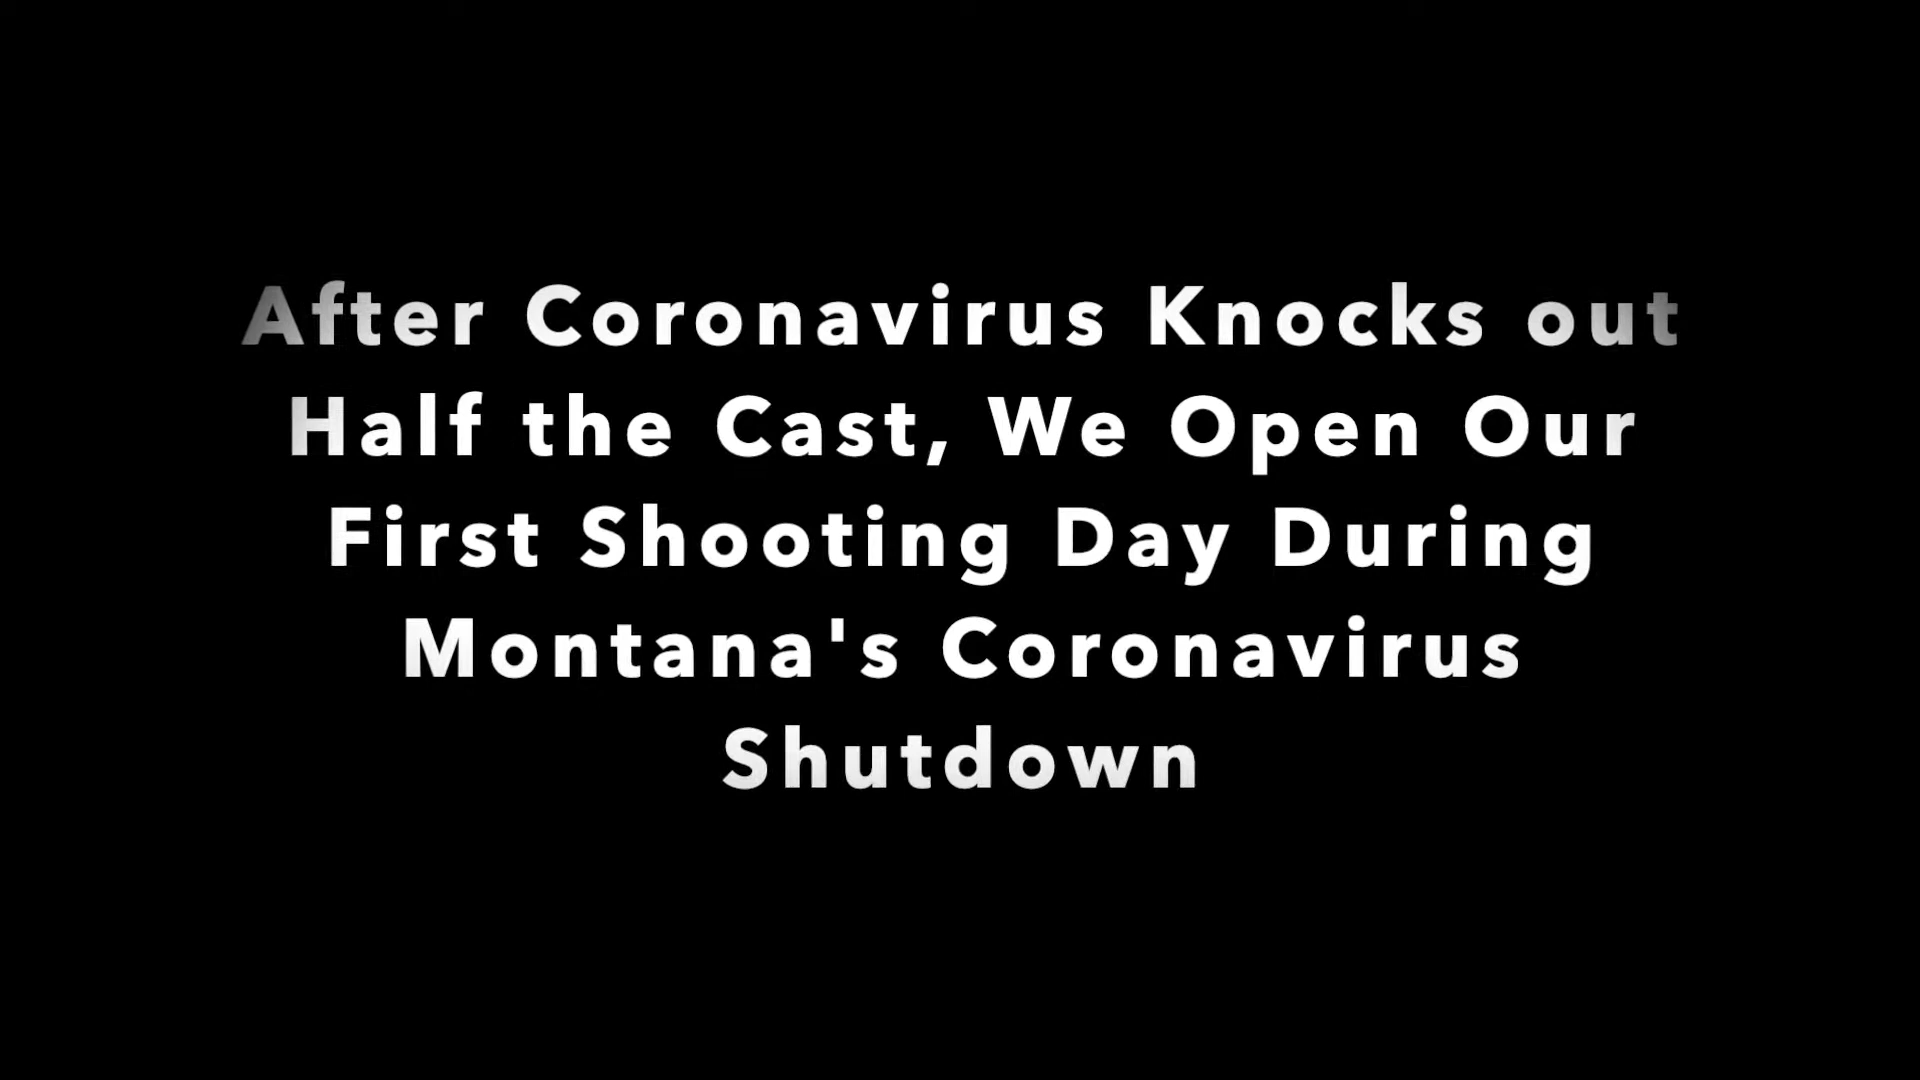 After Coronavirus Knocks out
Half the Cast, We Open Our
First Shooting Day During
Montana's Coronavirus
Shutdown